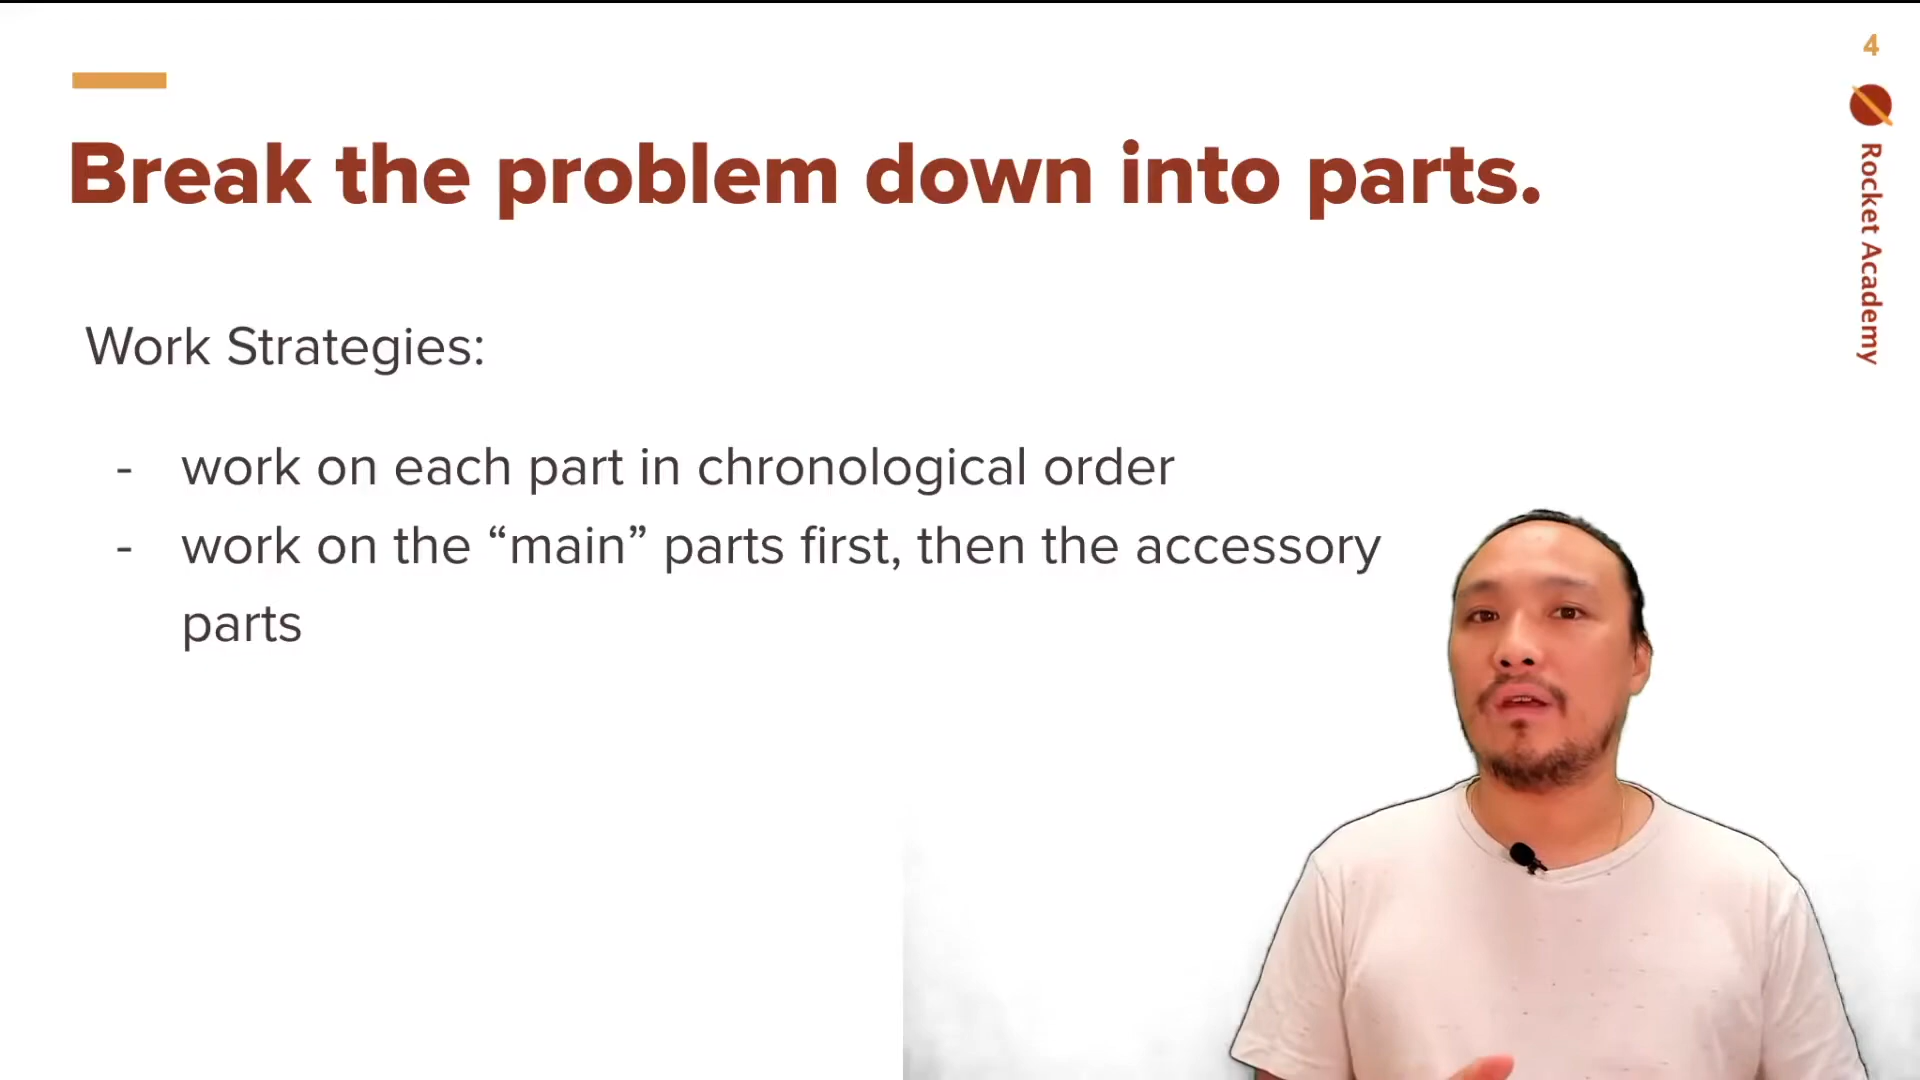 4
Rocket Academy
Break the problem down into parts.
Work Strategies:
- work on each part in chronological order
- work on the “main” parts first, then the accessory
parts